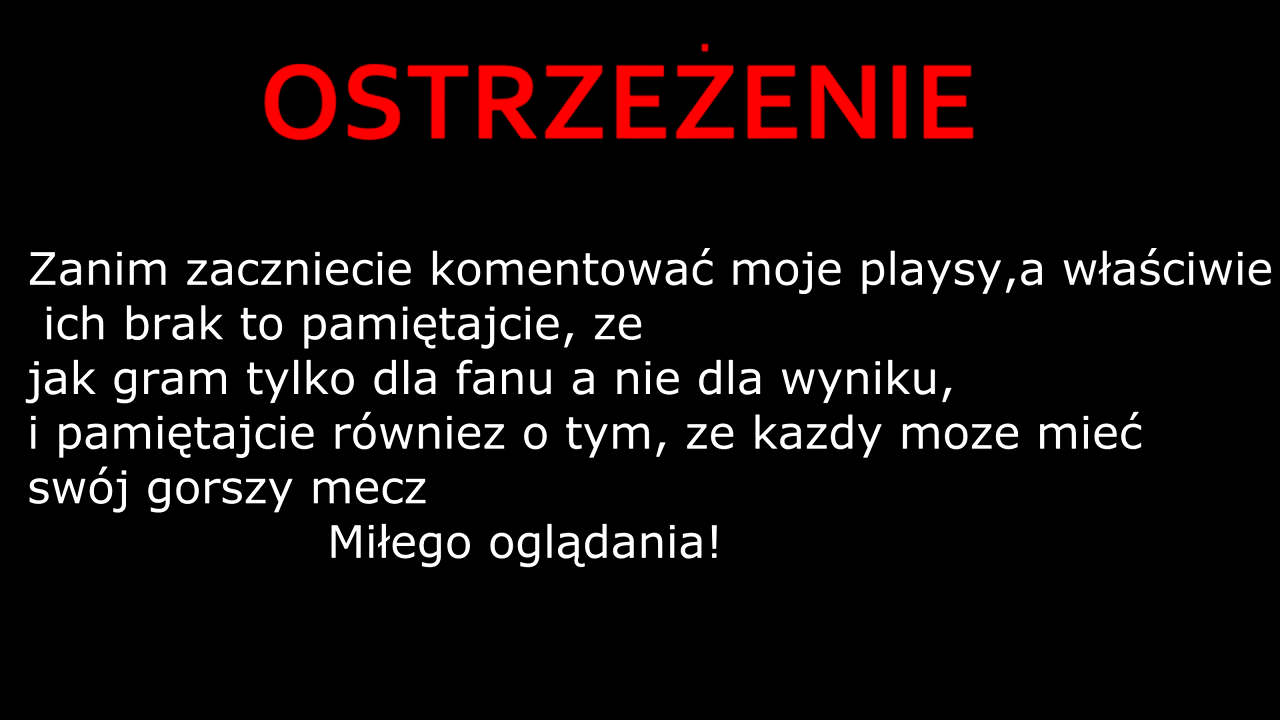 OSTRZEŻENIE
Zanim zaczniecie komentować moje playsy,a właściwie
ich brak to pamiętajcie, ze
jak gram tylko dla fanu a nie dla wyniku,
i pamiętajcie równiez o tym, ze kazdy moze mieć
swój gorszy mecz
Miłego oglądania!